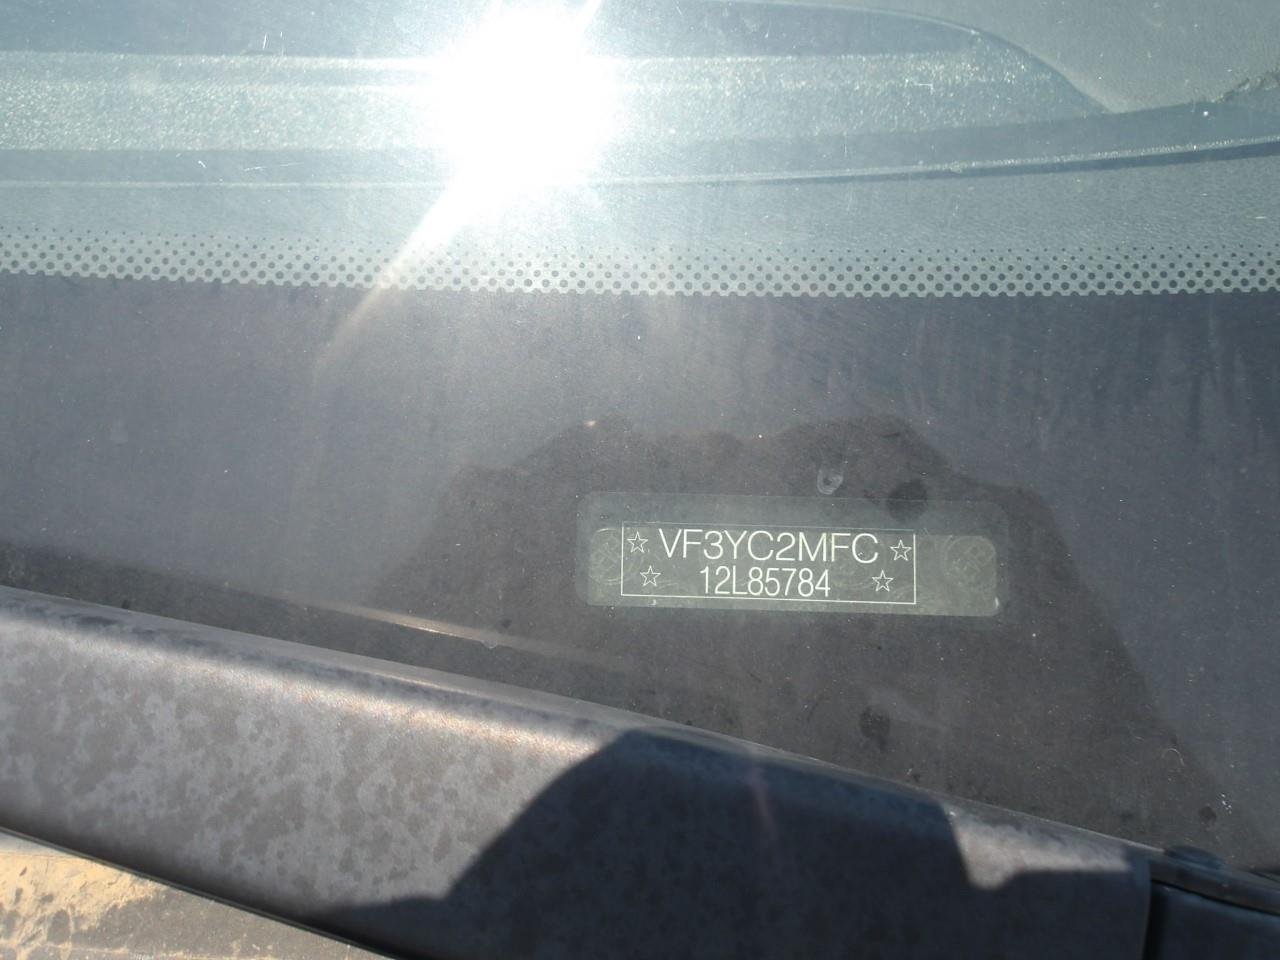 ☆ VF3YC2MFC ☆
☆ 12L85784 ☆